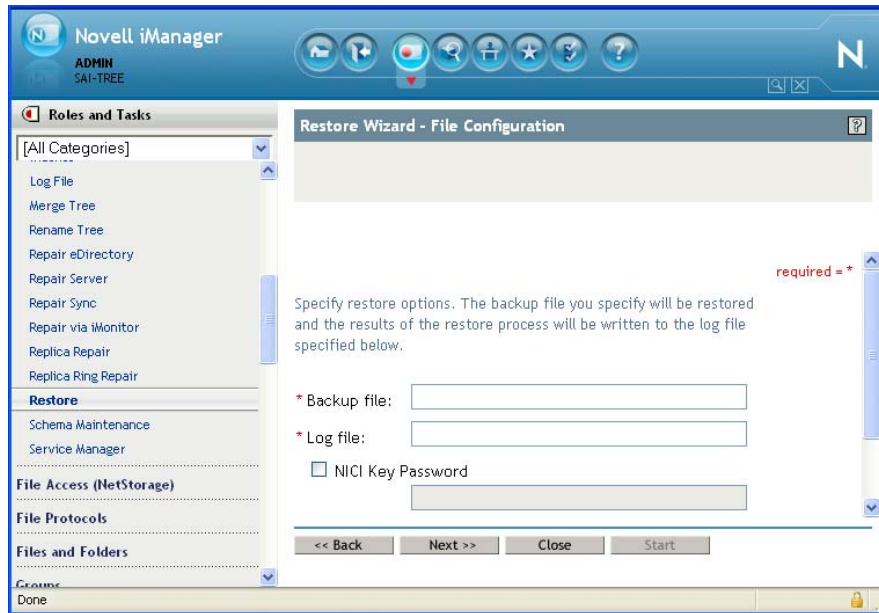 Novell iManager
ADMIN
SAI-TREE
N
Roles and Tasks
[All Categories]
Log File
Merge Tree
Rename Tree
Repair eDirectory
Repair Server
Repair Sync
Repair via iMonitor
Replica Repair
Replica Ring Repair
Restore
Schema Maintenance
Service Manager
File Access (NetStorage)
File Protocols
Files and Folders
Groups
Restore Wizard - File Configuration
?
required = *
Specify restore options. The backup file you specify will be restored
and the results of the restore process will be written to the log file
specified below.
* Backup file:
* Log file:
NICI Key Password
<< Back
Next >>
Close
Start
Done